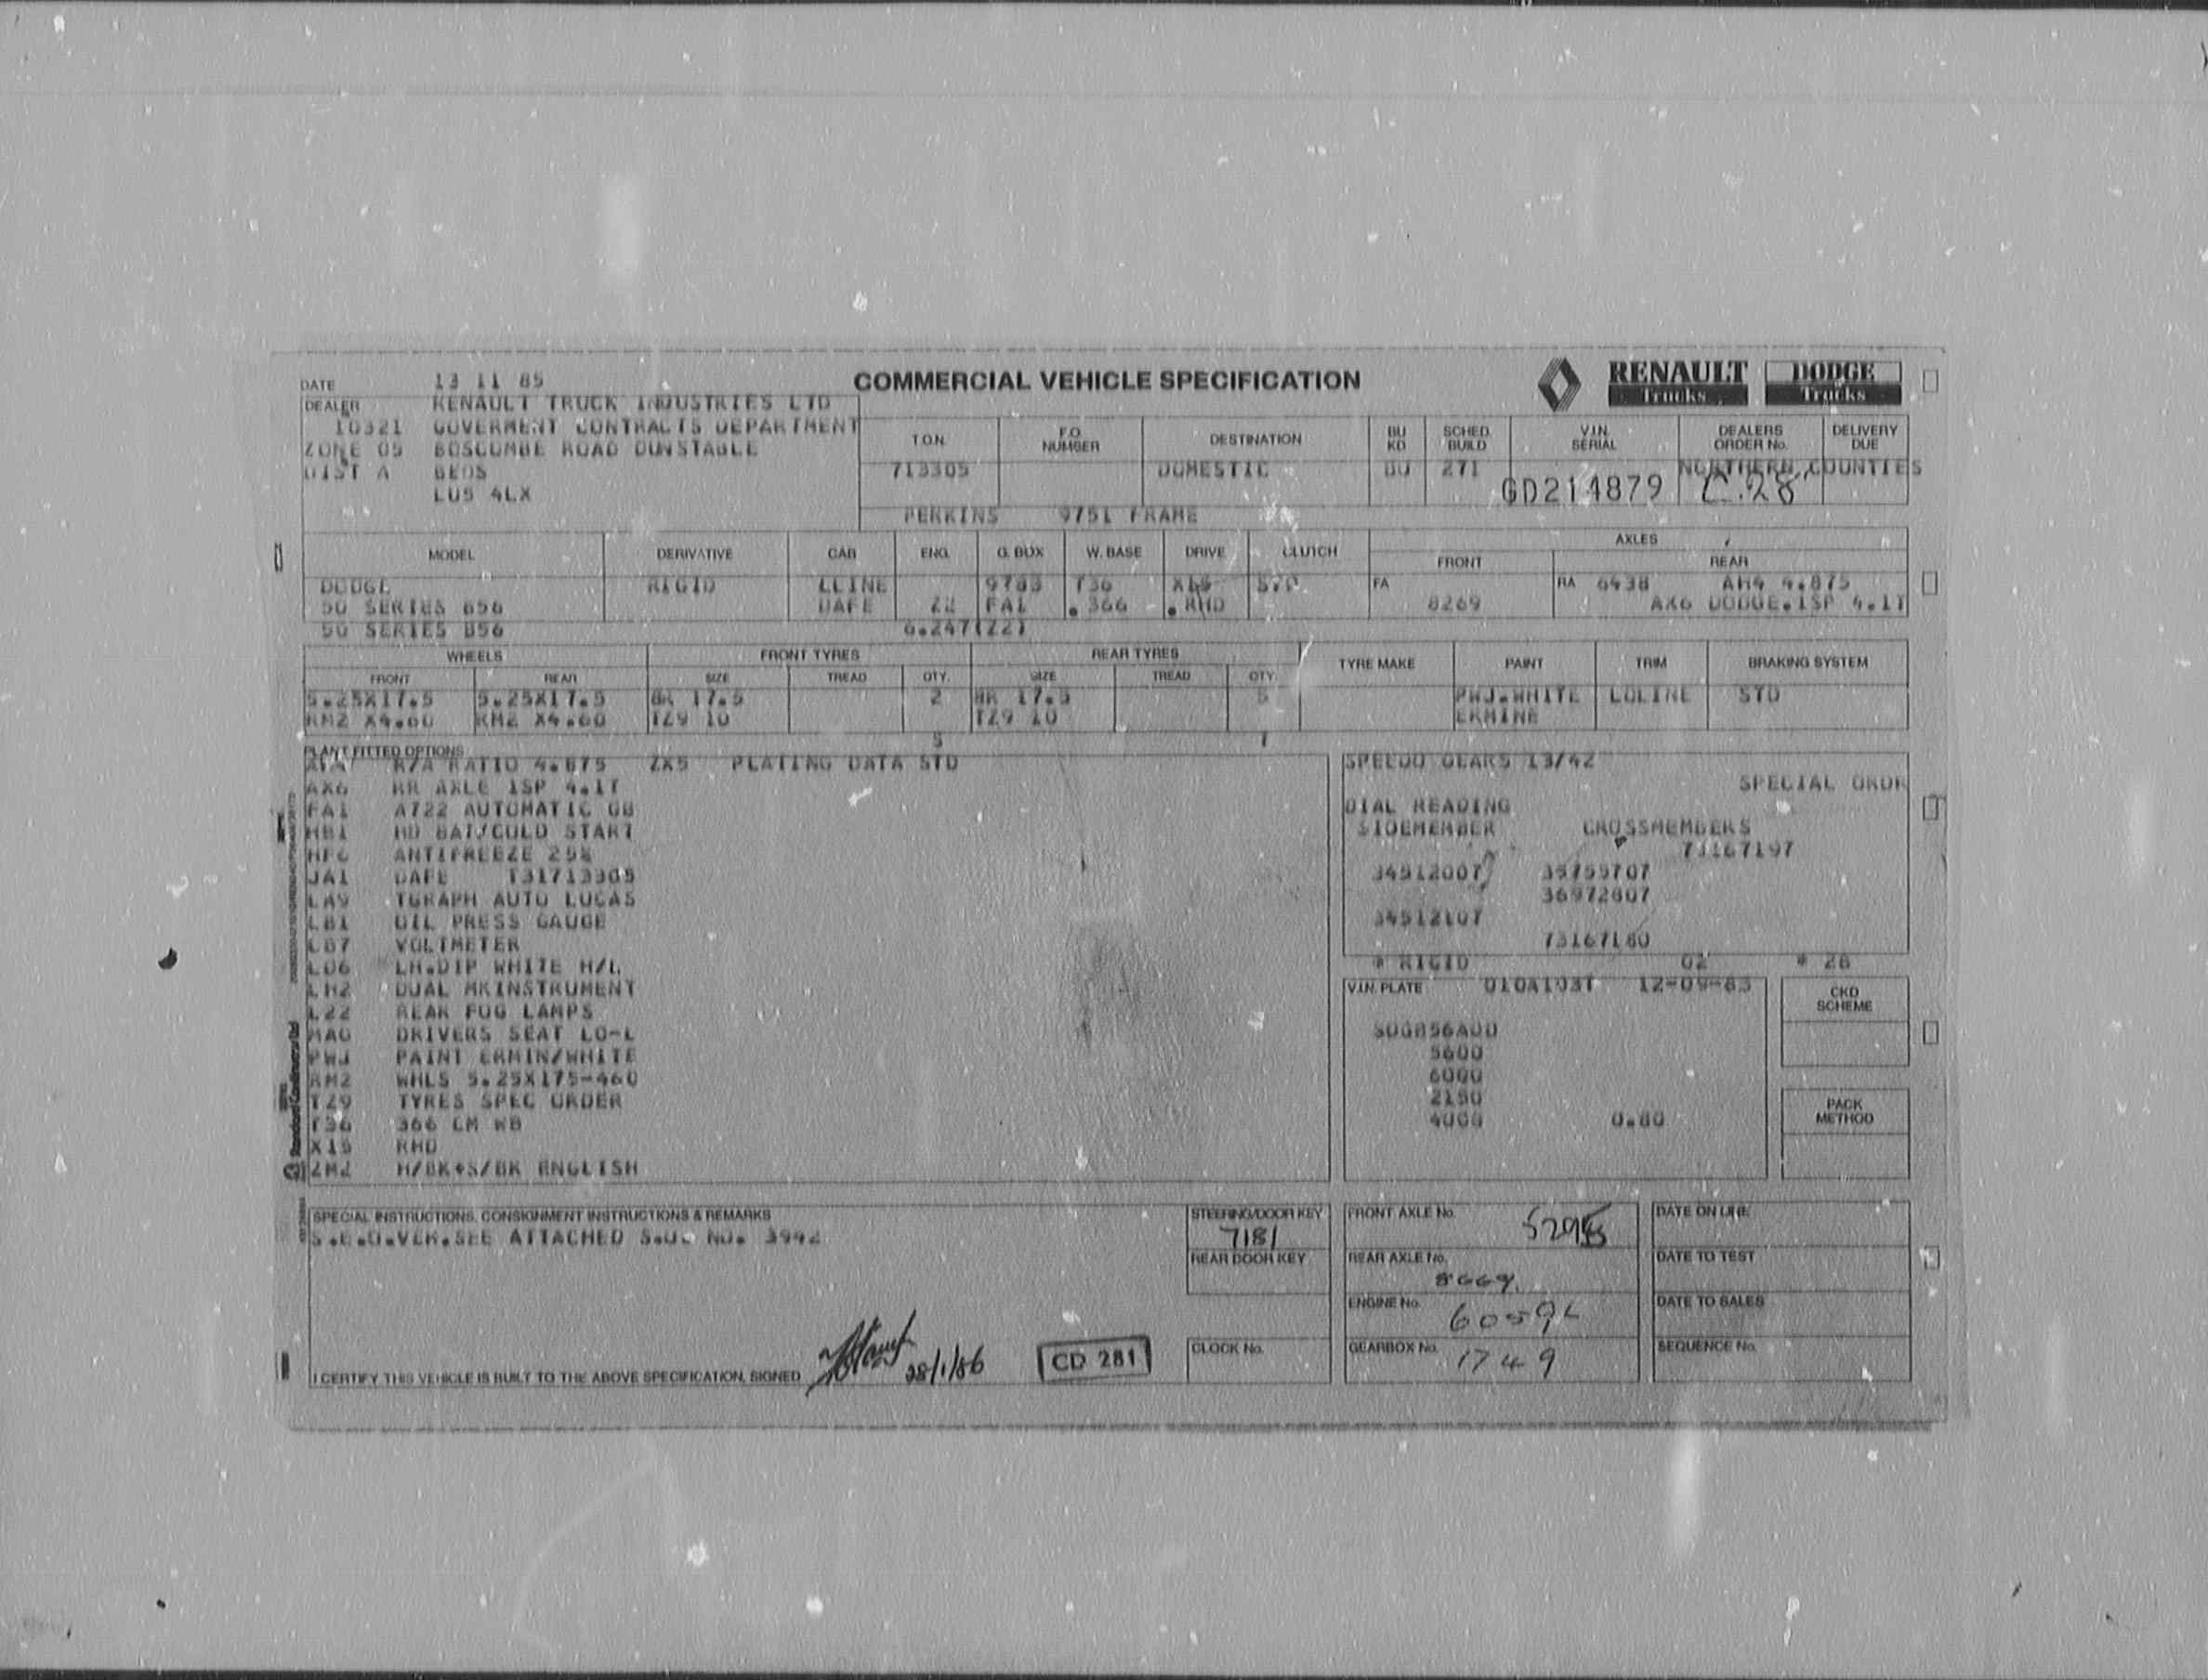 DATE 13 11 85 COMMERCIAL VEHICLE SPECIFICATION RENAULT Trucks DODGE Trucks
DEALER RENAULT TRUCK INDUSTRIES LTD
10321 GOVERMENT CONTRACTS DEPARTMENT
ZONE 05 BOSCOMBE ROAD DUNSTABLE
DIST A BEDS
LU5 4LX
T.O.N. F.O. NUMBER DESTINATION BU KD SCHED. BUILD V.I.N. SERIAL DEALERS ORDER No. DELIVERY DUE
713305 DOMESTIC BU 271 GD214879 NORTHERN COUNTIES
C.28
PERKINS 9751 FRAME
MODEL DERIVATIVE CAB ENG. G. BOX W. BASE DRIVE CLUTCH AXLES
FRONT REAR
DODGE RIGID LLINE 9783 T36 X15 FA RA 6438 AH4 4.875
50 SERIES B56 DAFE 22 FA1 .366 .RHD 8269 AX6 DODGE.1SP 4.1T
50 SERIES B56 6.247(22)
WHEELS FRONT TYRES REAR TYRES TYRE MAKE PAINT TRIM BRAKING SYSTEM
FRONT REAR SIZE TREAD QTY. SIZE TREAD QTY.
5.25X17.5 5.25X17.5 8R 17.5 2 8R 17.5 5 PWJ.WHITE LOLINE STD
RM2 X4.60 RM2 X4.60 TZ9 10 TZ9 10 ERMINE
5
PLANT FITTED OPTIONS
R/A RATIO 4.875 ZX5 PLATING DATA STD
AX6 RR AXLE 1SP 4.1T
FA1 A722 AUTOMATIC GB
HB1 HD BAT/COLD START
HF6 ANTIFREEZE 25%
JA1 DAFE T31713305
LA9 TGRAPH AUTO LUCAS
LB1 OIL PRESS GAUGE
LB7 VOLTMETER
LD6 LH.DIP WHITE H/L
LH2 DUAL MKINSTRUMENT
LZ2 REAR FOG LAMPS
MAG DRIVERS SEAT LO-L
PWJ PAINT ERMIN/WHITE
RM2 WHLS 5.25X175-460
TZ9 TYRES SPEC ORDER
T36 366 CM WB
X15 RHD
ZM2 H/BK+S/BK ENGLISH
SPEEDO GEARS 13/42
SPECIAL ORDR
DIAL READING
SIDEMEMBER CROSSMEMBERS
73167197
34512007 35755707
36972807
34512107
73167180
* RIGID 02 * 28
V.I.N. PLATE 010A103T 12-09-85
5600
6000
2150
4000 0.80
CKD SCHEME
PACK METHOD
SPECIAL INSTRUCTIONS, CONSIGNMENT INSTRUCTIONS & REMARKS
S.E.O.VEH.SEE ATTACHED S.O. NO. 3942
I CERTIFY THIS VEHICLE IS BUILT TO THE ABOVE SPECIFICATION, SIGNED 28/1/86 CD 281
STEERING/DOOR KEY 7181
REAR DOOR KEY
CLOCK No.
FRONT AXLE No.
REAR AXLE No.
ENGINE No.
GEARBOX No. 1749
DATE ON LINE
DATE TO TEST
DATE TO SALES
SEQUENCE No.